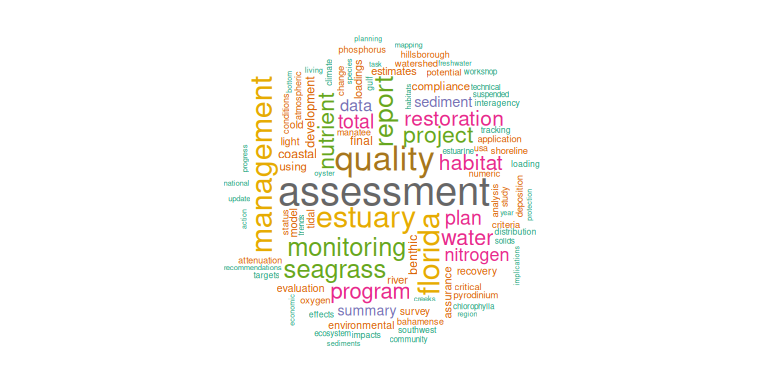 planning
mapping
phosphorus
hillsborough
watershed
freshwater
living
climate
change
species
task
gulf
loadings
estimates
potential
workshop
bottom
atmospheric
development
nutrient
data
total
final
manatee
report
habitats
compliance
technical
suspended
sediment
interagency
restoration
tracking
project
application
conditions
old
light
coastal
using
oyster
quality
estuarine
usa
shoreline
habitat
loading
numeric
management
progress
national
update
action
assessment
analysis
study
deposition
protection
year
status
model
trends
tidal
estuary
florida
plan
criteria
water
distribution
solids
monitoring
benthic
nitrogen
implications
attenuation
recommendations
targets
seagrass
river
recovery
evaluation
program
creeks
assurance
critical
pyrodinium
economic
oxygen
chlorophylla
region
effects
summary
survey
environmental
bahamense
southwest
ecosystem
impacts
community
sediments